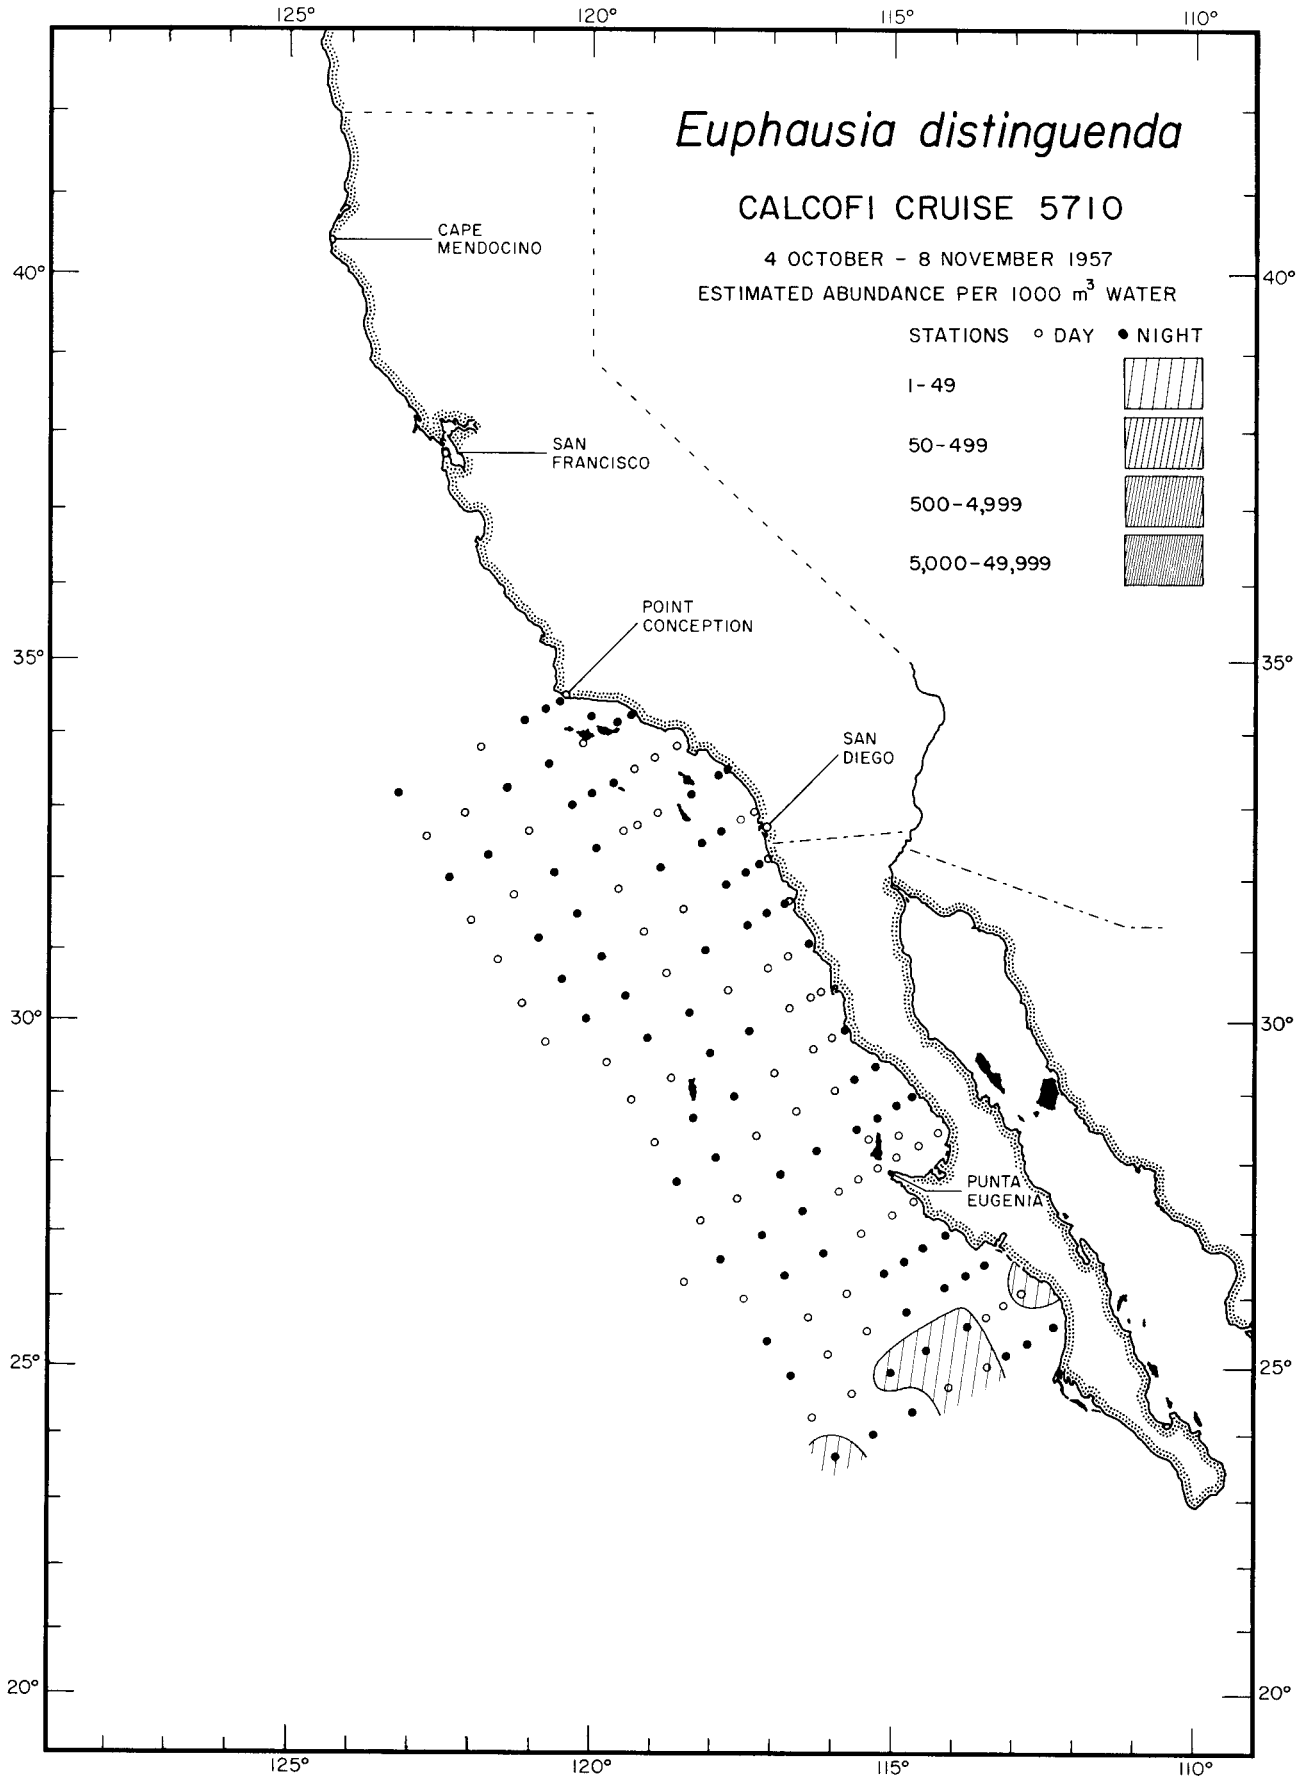 125° 120° 115° 110°
Euphausia distinguenda
CALCOFI CRUISE 5710
4 OCTOBER - 8 NOVEMBER 1957
ESTIMATED ABUNDANCE PER 1000 m³ WATER
STATIONS ○ DAY ● NIGHT
1-49
50-499
500-4,999
5,000-49,999
CAPE
MENDOCINO
40° 40°
SAN
FRANCISCO
POINT
CONCEPTION
35° 35°
SAN
DIEGO
30° 30°
PUNTA
EUGENIA
25° 25°
20° 20°
125° 120° 115° 110°